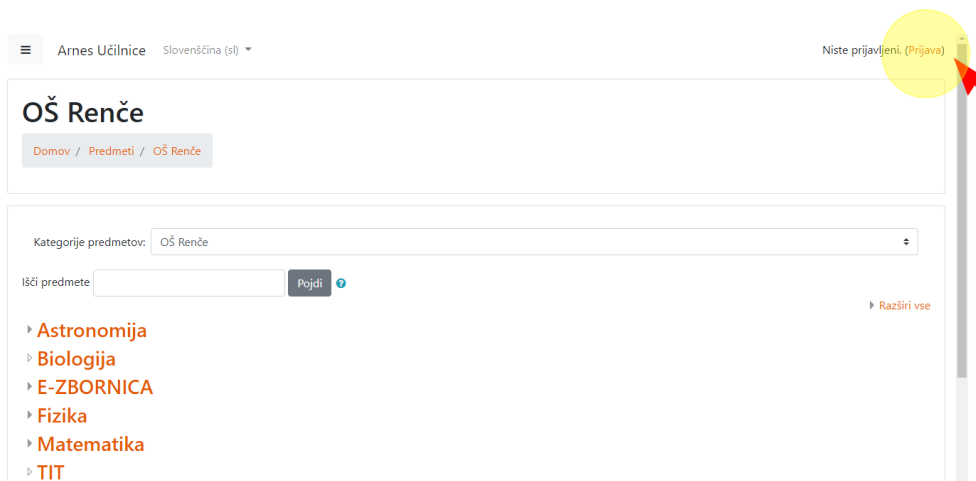 Arnes Učilnice Slovenščina (sl) Niste prijavljeni. (Prijava)
OŠ Renče
Domov / Predmeti / OŠ Renče
Kategorije predmetov: OŠ Renče
Išči predmete Pojdi
Razširi vse
Astronomija
Biologija
E-ZBORNICA
Fizika
Matematika
TIT